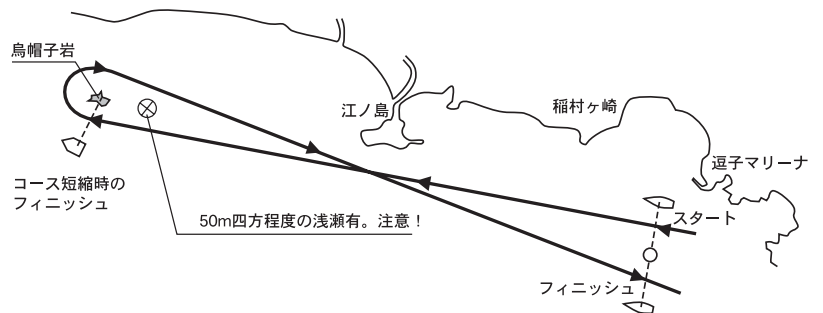 烏帽子岩
江ノ島
稲村ヶ崎
逗子マリーナ
コース短縮時の
フィニッシュ
50m四方程度の浅瀬有。注意！
スタート
フィニッシュ